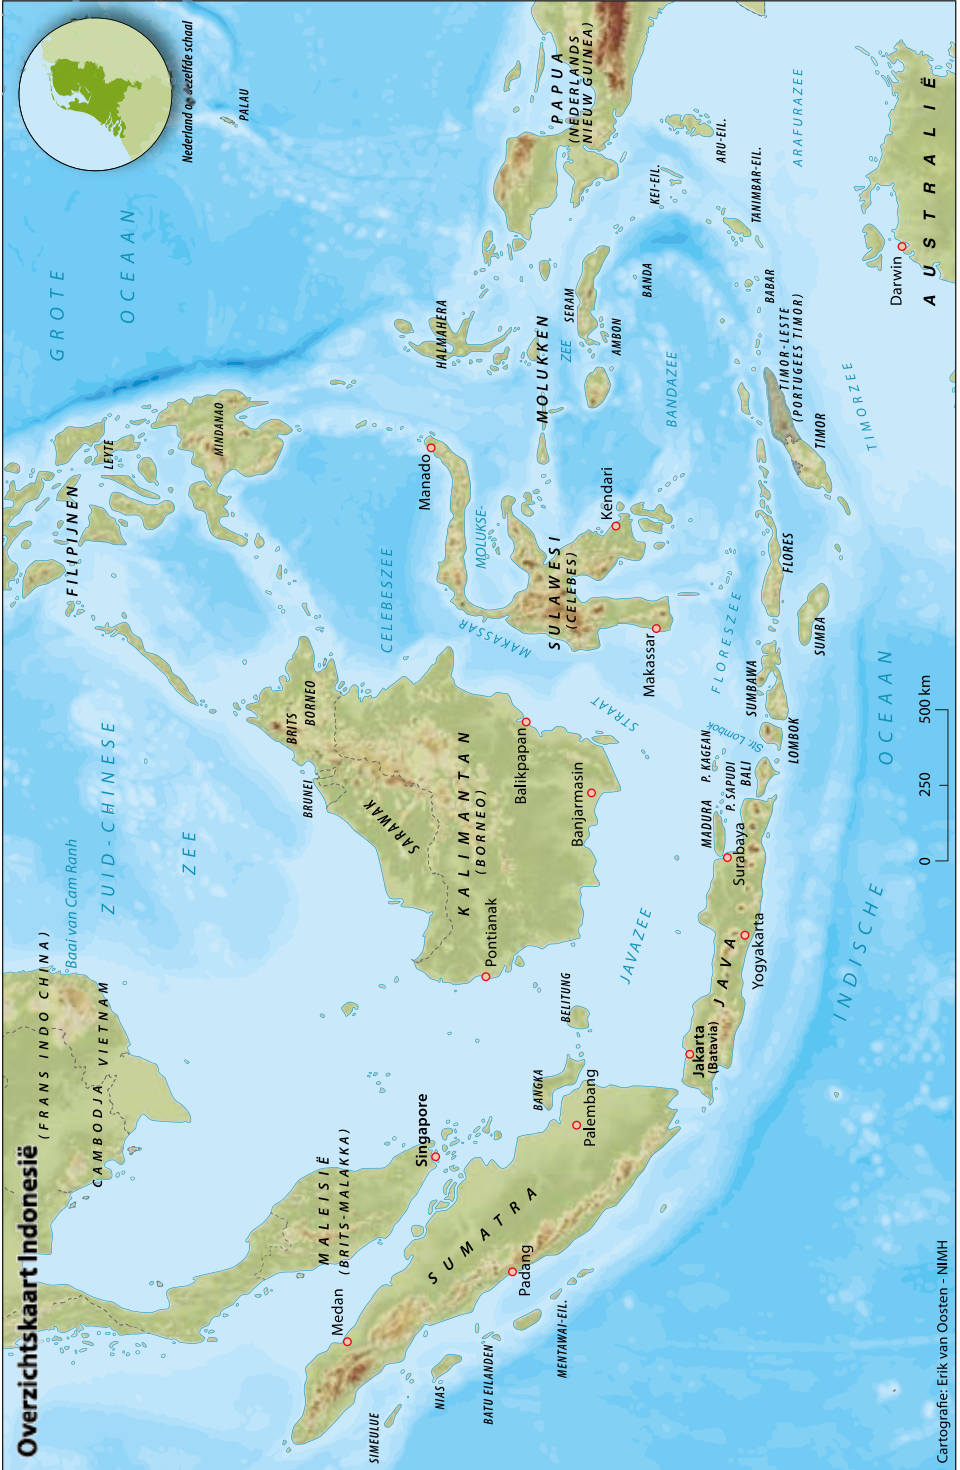 Overzichtskaart Indonesië
Nederland op dezelfde schaal
PALAU
GROTE
OCEAAN
(FRANS INDO CHINA)
CAMBODJA
VIETNAM
Baai van Cam Ranh
ZUID-CHINESE
ZEE
FILIPIJNEN
LEYTE
MINDANAO
MALEISIË
(BRITS-MALAKKA)
Singapore
Medan
SUMATRA
Padang
Palembang
BANGKA
BELITUNG
SIMEULUE
NIAS
BATU EILANDEN
MENTAWAI-EIL.
BRUNEI
BRITS
BORNEO
SARAWAK
KALIMANTAN
(BORNEO)
Pontianak
Balikpapan
Banjarmasin
CELEBESZEE
MAKASSAR
STRAAT
Manado
MOLUKSE-
ZEE
SULAWESI
(CELEBES)
Kendari
Makassar
HALMAHERA
MOLUKKEN
SERAM
AMBON
BANDA
BANDAZEE
PAPUA
(NEDERLANDS
NIEUW GUINEA)
KEI-EIL.
ARU-EIL.
TANIMBAR-EIL.
ARAFURAZEE
BABAR
TIMOR-LESTE
(PORTUGEES TIMOR)
TIMOR
TIMORZEE
Darwin
AUSTRALIË
JAVAZEE
Jakarta
(Batavia)
JAVA
Yogyakarta
Surabaya
MADURA
P. SAPUDI
P. KAGEAN
BALI
Str. Lombok
LOMBOK
SUMBAWA
FLORESZEE
FLORES
SUMBA
INDISCHE
OCEAAN
0 250 500 km
Cartografie: Erik van Oosten - NIMH